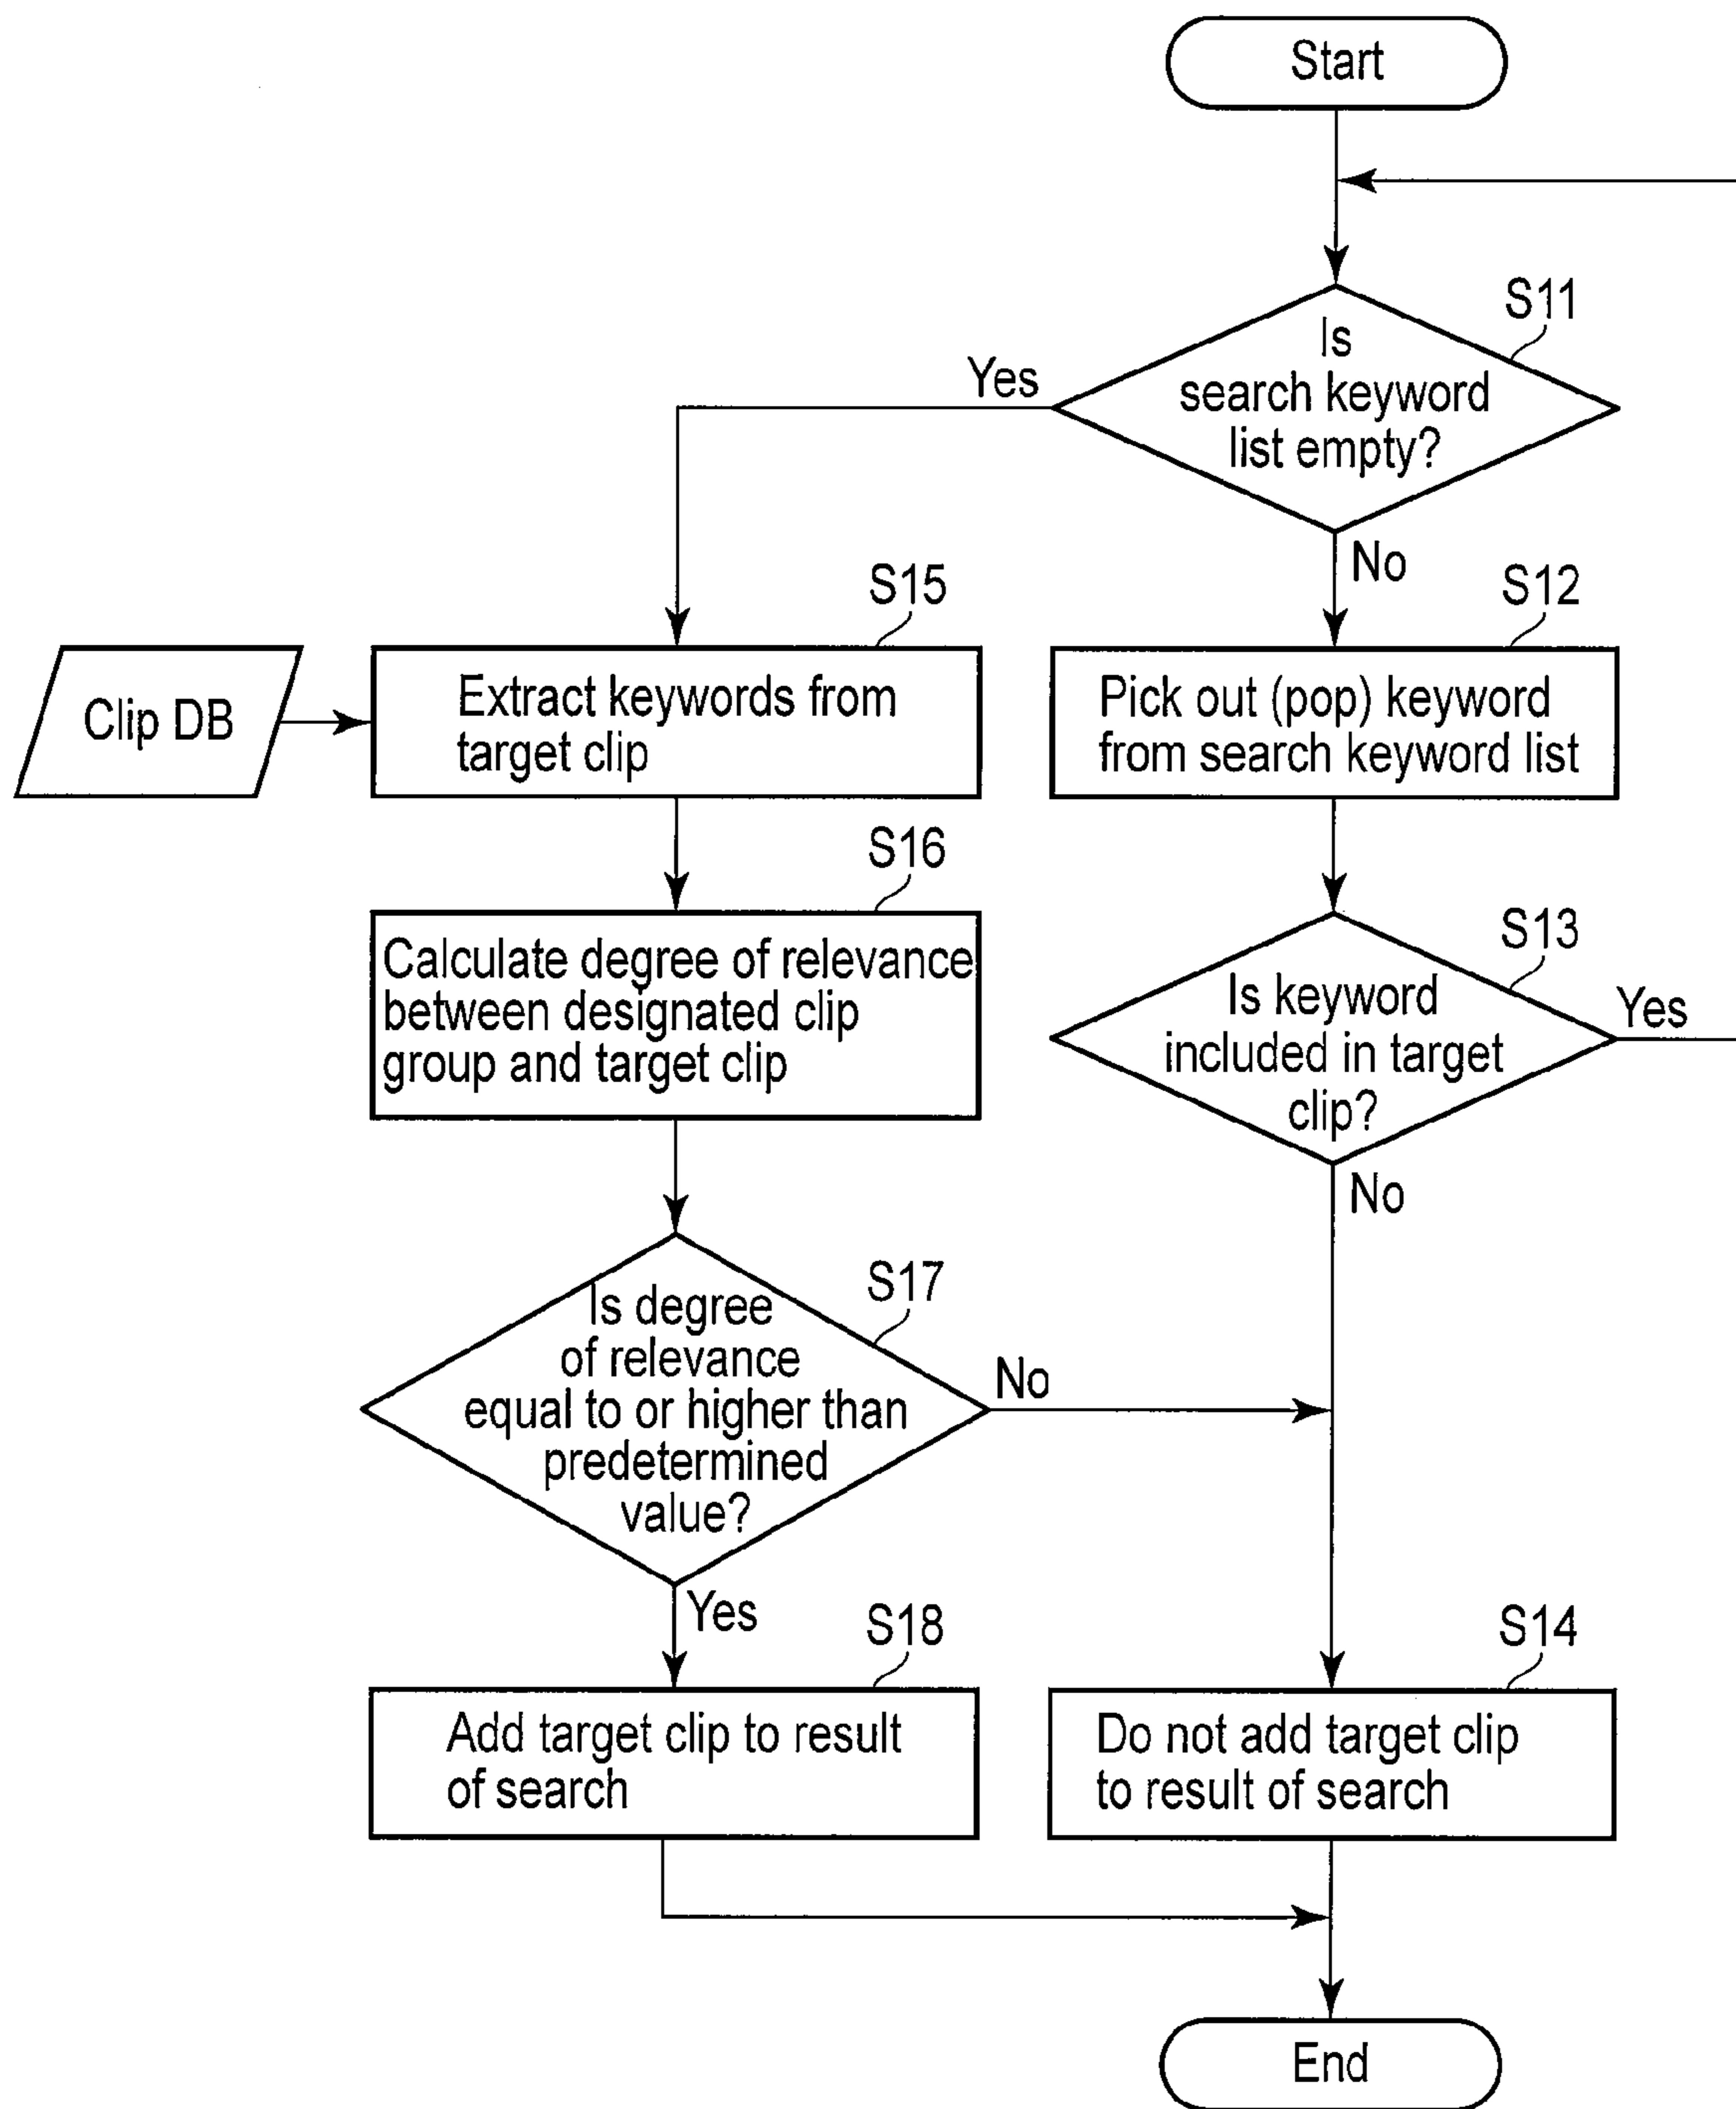 Start
S11
Is
search keyword
list empty?
Yes
No
S15
S12
Clip DB
Extract keywords from
target clip
Pick out (pop) keyword
from search keyword list
S16
S13
Calculate degree of relevance
between designated clip
group and target clip
Is keyword
included in target
clip?
Yes
No
S17
Is degree
of relevance
equal to or higher than
predetermined
value?
No
Yes
S18
S14
Add target clip to result
of search
Do not add target clip
to result of search
End